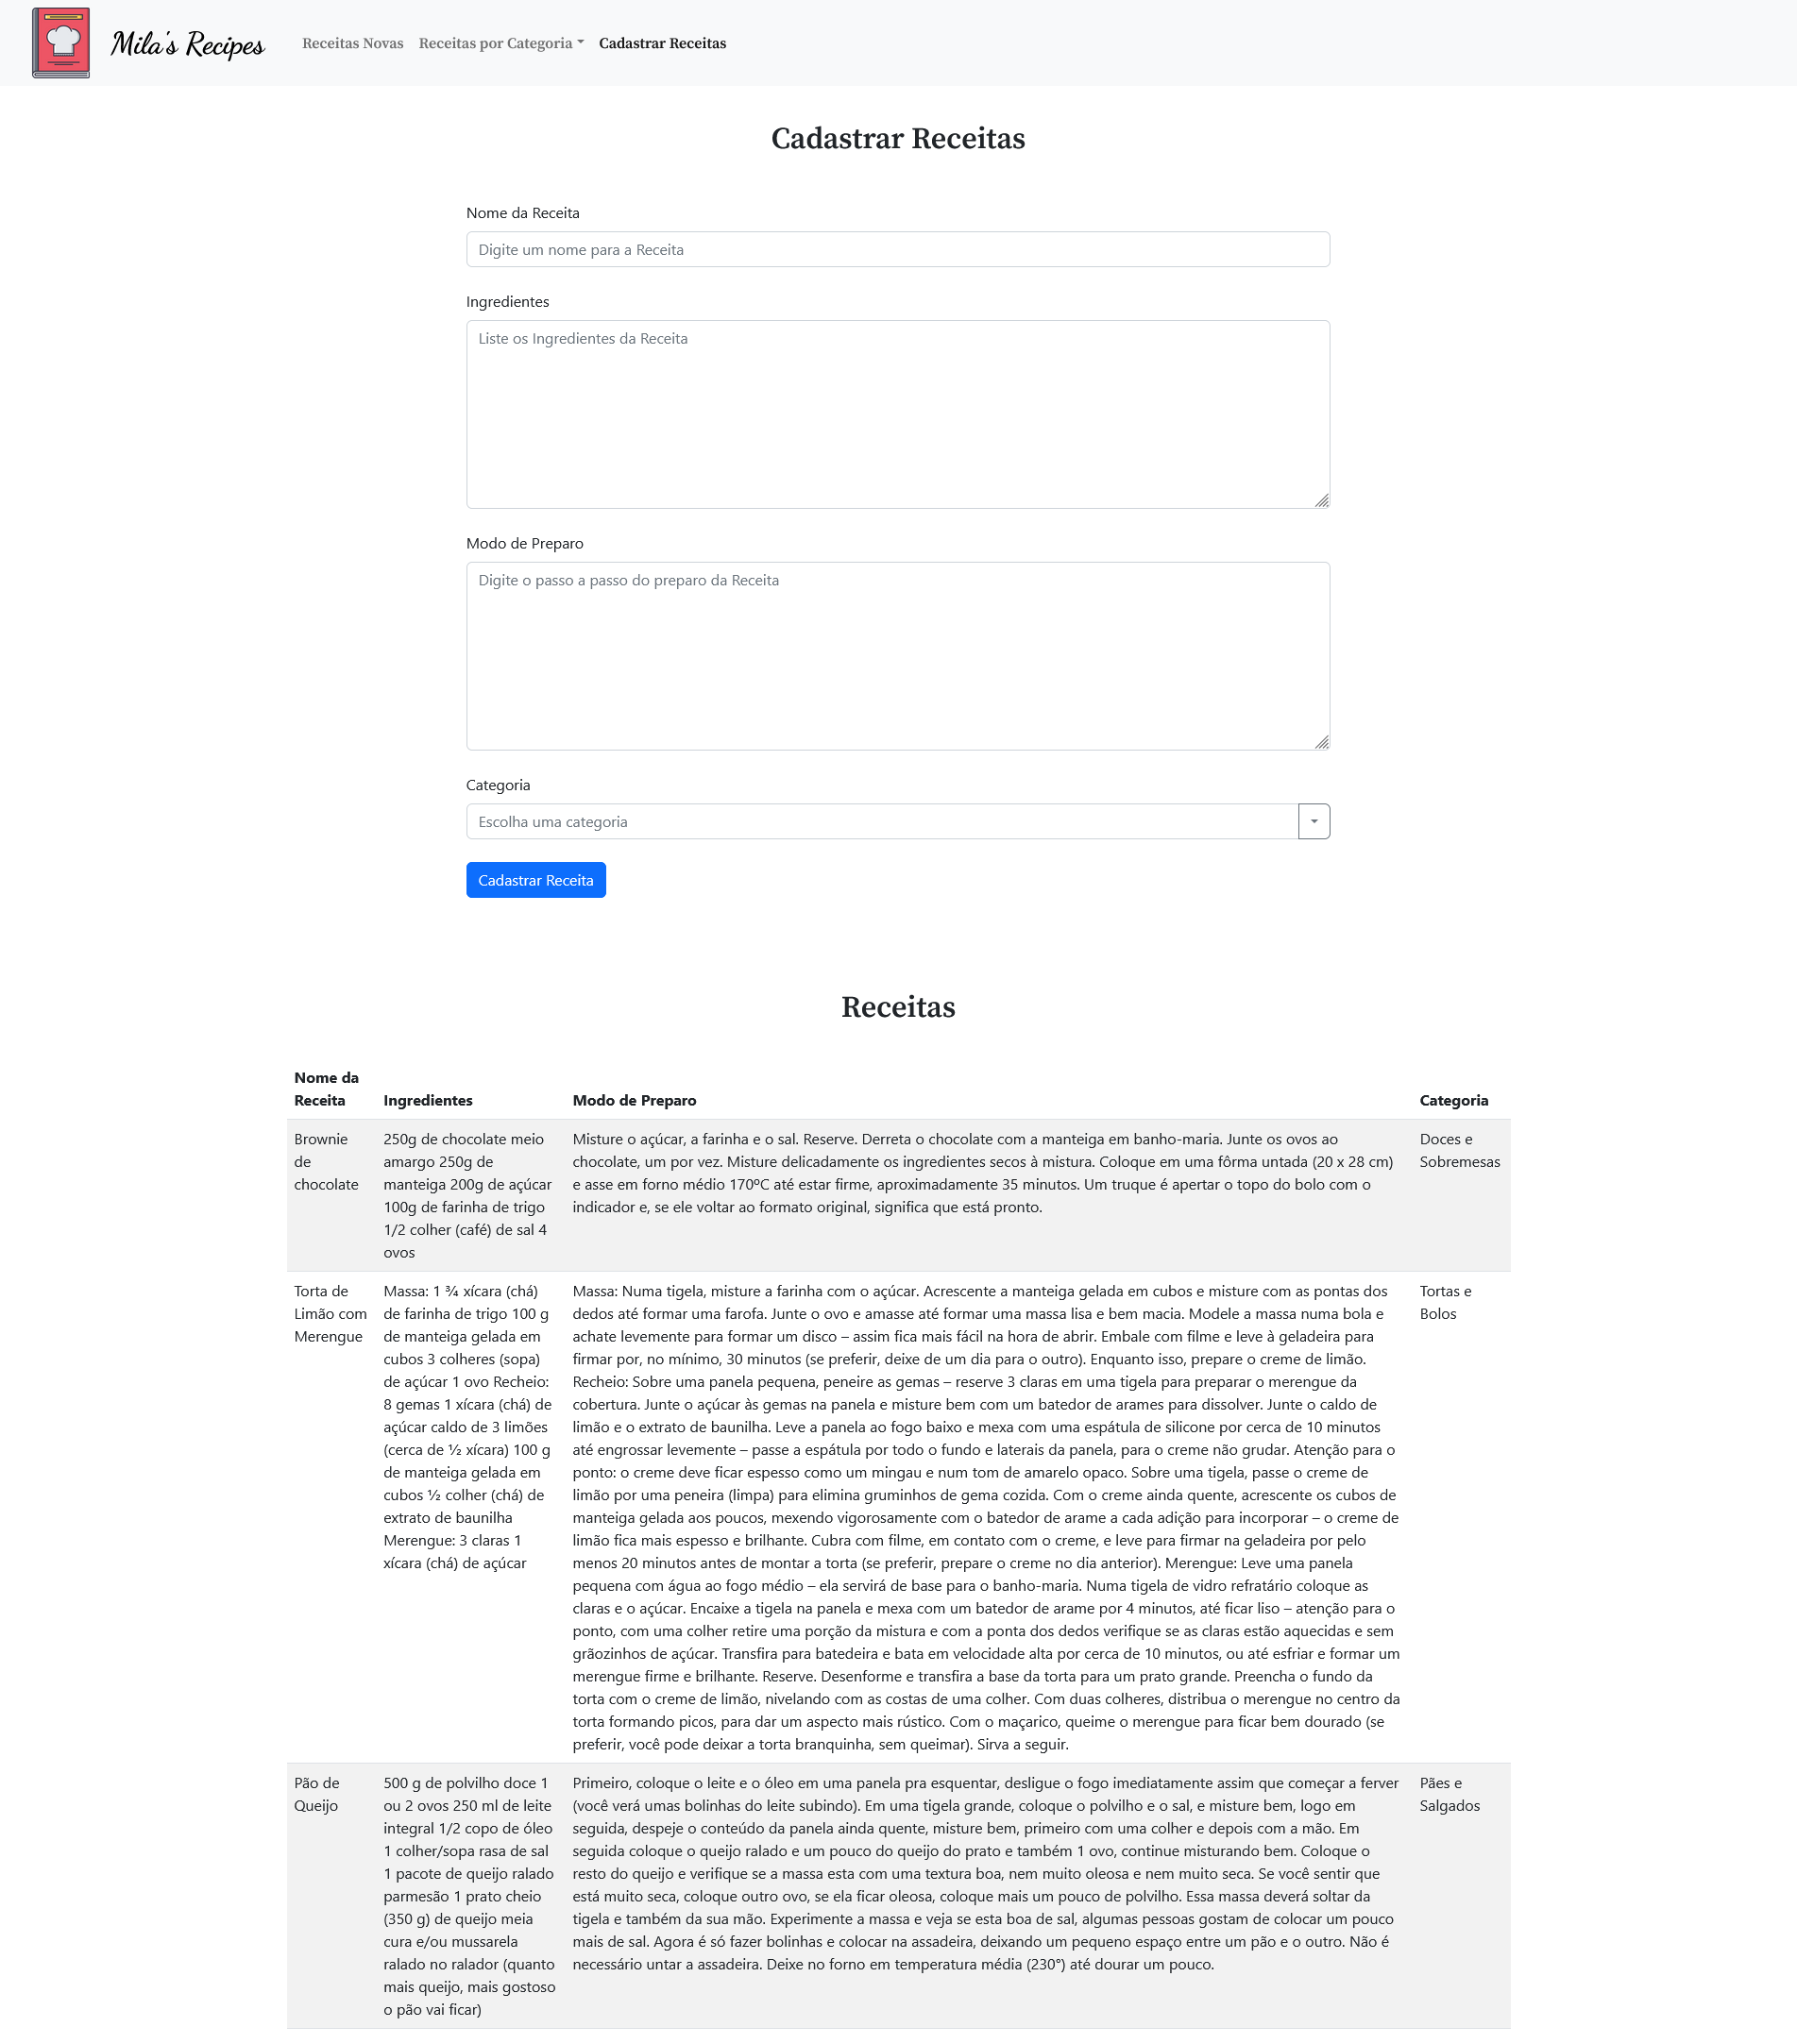 Mila's Recipes
Receitas Novas
Receitas por Categoria
Cadastrar Receitas
Cadastrar Receitas
Nome da Receita
Digite um nome para a Receita
Ingredientes
Liste os Ingredientes da Receita
Modo de Preparo
Digite o passo a passo do preparo da Receita
Categoria
Escolha uma categoria
Cadastrar Receita
Receitas
Nome da
Receita
Ingredientes
Modo de Preparo
Categoria
Brownie
de
chocolate
250g de chocolate meio
amargo 250g de
manteiga 200g de açúcar
100g de farinha de trigo
1/2 colher (café) de sal 4
ovos
Misture o açúcar, a farinha e o sal. Reserve. Derreta o chocolate com a manteiga em banho-maria. Junte os ovos ao
chocolate, um por vez. Misture delicadamente os ingredientes secos à mistura. Coloque em uma fôrma untada (20 x 28 cm)
e asse em forno médio 170ºC até estar firme, aproximadamente 35 minutos. Um truque é apertar o topo do bolo com o
indicador e, se ele voltar ao formato original, significa que está pronto.
Doces e
Sobremesas
Torta de
Limão com
Merengue
Massa: 1 ¾ xícara (chá)
de farinha de trigo 100 g
de manteiga gelada em
cubos 3 colheres (sopa)
de açúcar 1 ovo Recheio:
8 gemas 1 xícara (chá) de
açúcar caldo de 3 limões
(cerca de ½ xícara) 100 g
de manteiga gelada em
cubos ½ colher (chá) de
extrato de baunilha
Merengue: 3 claras 1
xícara (chá) de açúcar
Massa: Numa tigela, misture a farinha com o açúcar. Acrescente a manteiga gelada em cubos e misture com as pontas dos
dedos até formar uma farofa. Junte o ovo e amasse até formar uma massa lisa e bem macia. Modele a massa numa bola e
achate levemente para formar um disco – assim fica mais fácil na hora de abrir. Embale com filme e leve à geladeira para
firmar por, no mínimo, 30 minutos (se preferir, deixe de um dia para o outro). Enquanto isso, prepare o creme de limão.
Recheio: Sobre uma panela pequena, peneire as gemas – reserve 3 claras em uma tigela para preparar o merengue da
cobertura. Junte o açúcar às gemas na panela e misture bem com um batedor de arames para dissolver. Junte o caldo de
limão e o extrato de baunilha. Leve a panela ao fogo baixo e mexa com uma espátula de silicone por cerca de 10 minutos
até engrossar levemente – passe a espátula por todo o fundo e laterais da panela, para o creme não grudar. Atenção para o
ponto: o creme deve ficar espesso como um mingau e num tom de amarelo opaco. Sobre uma tigela, passe o creme de
limão por uma peneira (limpa) para elimina gruminhos de gema cozida. Com o creme ainda quente, acrescente os cubos de
manteiga gelada aos poucos, mexendo vigorosamente com o batedor de arame a cada adição para incorporar – o creme de
limão fica mais espesso e brilhante. Cubra com filme, em contato com o creme, e leve para firmar na geladeira por pelo
menos 20 minutos antes de montar a torta (se preferir, prepare o creme no dia anterior). Merengue: Leve uma panela
pequena com água ao fogo médio – ela servirá de base para o banho-maria. Numa tigela de vidro refratário coloque as
claras e o açúcar. Encaixe a tigela na panela e mexa com um batedor de arame por 4 minutos, até ficar liso – atenção para o
ponto, com uma colher retire uma porção da mistura e com a ponta dos dedos verifique se as claras estão aquecidas e sem
grãozinhos de açúcar. Transfira para batedeira e bata em velocidade alta por cerca de 10 minutos, ou até esfriar e formar um
merengue firme e brilhante. Reserve. Desenforme e transfira a base da torta para um prato grande. Preencha o fundo da
torta com o creme de limão, nivelando com as costas de uma colher. Com duas colheres, distribua o merengue no centro da
torta formando picos, para dar um aspecto mais rústico. Com o maçarico, queime o merengue para ficar bem dourado (se
preferir, você pode deixar a torta branquinha, sem queimar). Sirva a seguir.
Tortas e
Bolos
Pão de
Queijo
500 g de polvilho doce 1
ou 2 ovos 250 ml de leite
integral 1/2 copo de óleo
1 colher/sopa rasa de sal
1 pacote de queijo ralado
parmesão 1 prato cheio
(350 g) de queijo meia
cura e/ou mussarela
ralado no ralador (quanto
mais queijo, mais gostoso
o pão vai ficar)
Primeiro, coloque o leite e o óleo em uma panela pra esquentar, desligue o fogo imediatamente assim que começar a ferver
(você verá umas bolinhas do leite subindo). Em uma tigela grande, coloque o polvilho e o sal, e misture bem, logo em
seguida, despeje o conteúdo da panela ainda quente, misture bem, primeiro com uma colher e depois com a mão. Em
seguida coloque o queijo ralado e um pouco do queijo do prato e também 1 ovo, continue misturando bem. Coloque o
resto do queijo e verifique se a massa esta com uma textura boa, nem muito oleosa e nem muito seca. Se você sentir que
está muito seca, coloque outro ovo, se ela ficar oleosa, coloque mais um pouco de polvilho. Essa massa deverá soltar da
tigela e também da sua mão. Experimente a massa e veja se esta boa de sal, algumas pessoas gostam de colocar um pouco
mais de sal. Agora é só fazer bolinhas e colocar na assadeira, deixando um pequeno espaço entre um pão e o outro. Não é
necessário untar a assadeira. Deixe no forno em temperatura média (230°) até dourar um pouco.
Pães e
Salgados